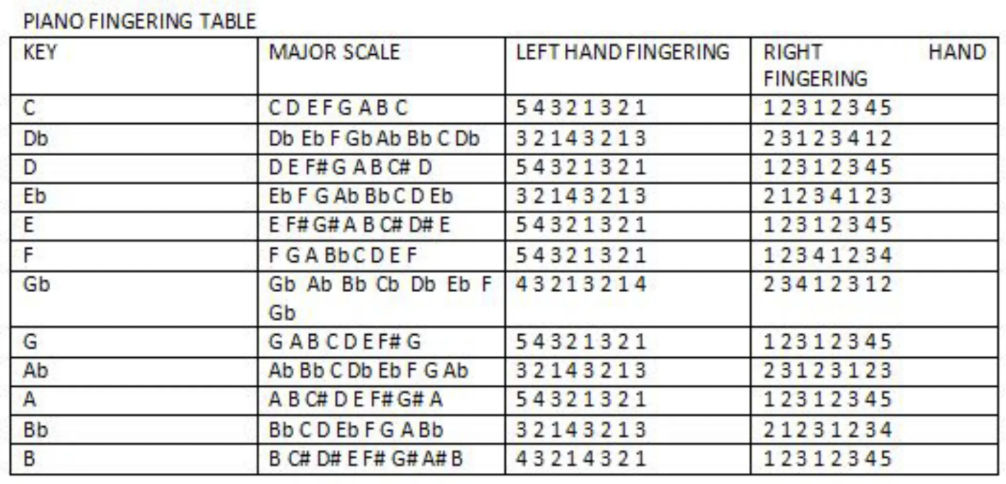 PIANO FINGERING TABLE
KEY MAJOR SCALE LEFT HAND FINGERING RIGHT HAND
FINGERING
C C D E F G A B C 5 4 3 2 1 3 2 1 1 2 3 1 2 3 4 5
Db Db Eb F Gb Ab Bb C Db 3 2 1 4 3 2 1 3 2 3 1 2 3 4 1 2
D D E F# G A B C# D 5 4 3 2 1 3 2 1 1 2 3 1 2 3 4 5
Eb Eb F G Ab Bb C D Eb 3 2 1 4 3 2 1 3 2 1 2 3 4 1 2 3
E E F# G# A B C# D# E 5 4 3 2 1 3 2 1 1 2 3 1 2 3 4 5
F F G A Bb C D E F 5 4 3 2 1 3 2 1 1 2 3 4 1 2 3 4
Gb Gb Ab Bb Cb Db Eb F 4 3 2 1 3 2 1 4 2 3 4 1 2 3 1 2
Gb
G G A B C D E F# G 5 4 3 2 1 3 2 1 1 2 3 1 2 3 4 5
Ab Ab Bb C Db Eb F G Ab 3 2 1 4 3 2 1 3 2 3 1 2 3 1 2 3
A A B C# D E F# G# A 5 4 3 2 1 3 2 1 1 2 3 1 2 3 4 5
Bb Bb C D Eb F G A Bb 3 2 1 4 3 2 1 3 2 1 2 3 1 2 3 4
B B C# D# E F# G# A# B 4 3 2 1 4 3 2 1 1 2 3 1 2 3 4 5